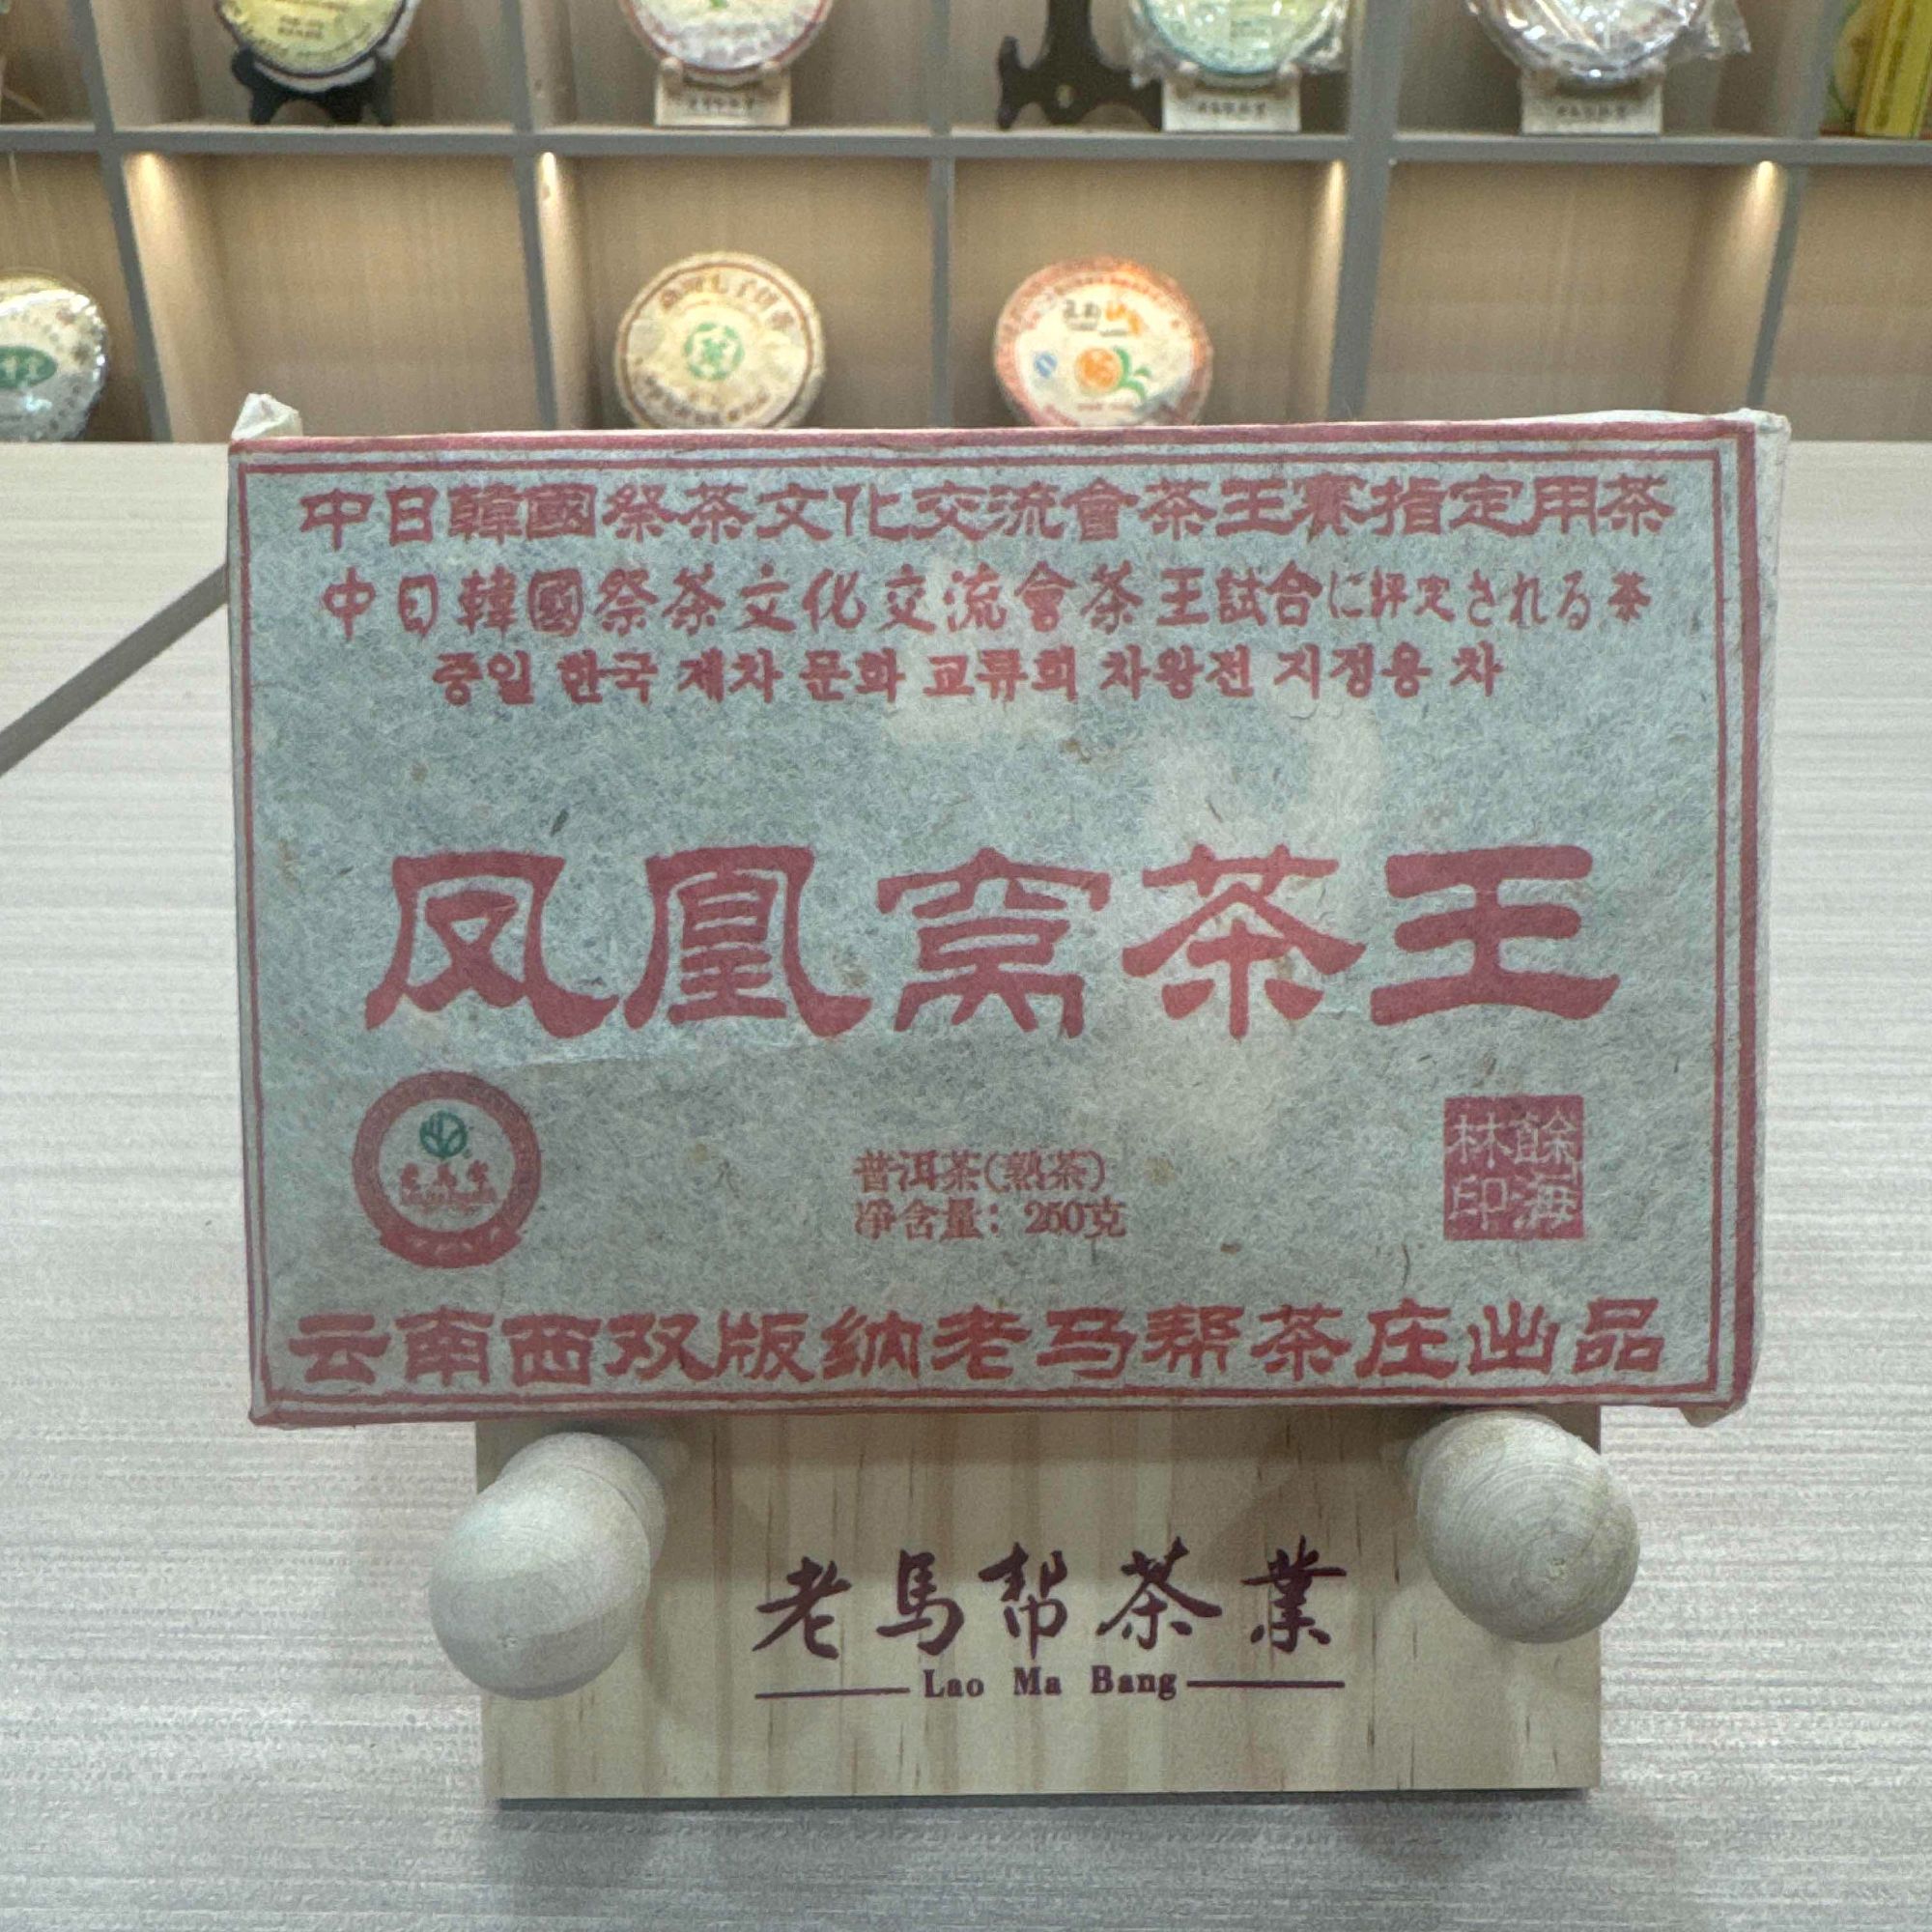 中日韓國祭茶文化交流會茶王賽指定用茶
中日韓國祭茶文化交流會茶王試合に評定される茶
중일 한국 제차 문화 교류회 차왕전 지정용 차
凤凰窝茶王
老马帮
普洱茶(熟茶)
净含量：250克
餘海
林印
云南西双版纳老马帮茶庄出品
老馬帮茶業
Lao Ma Bang